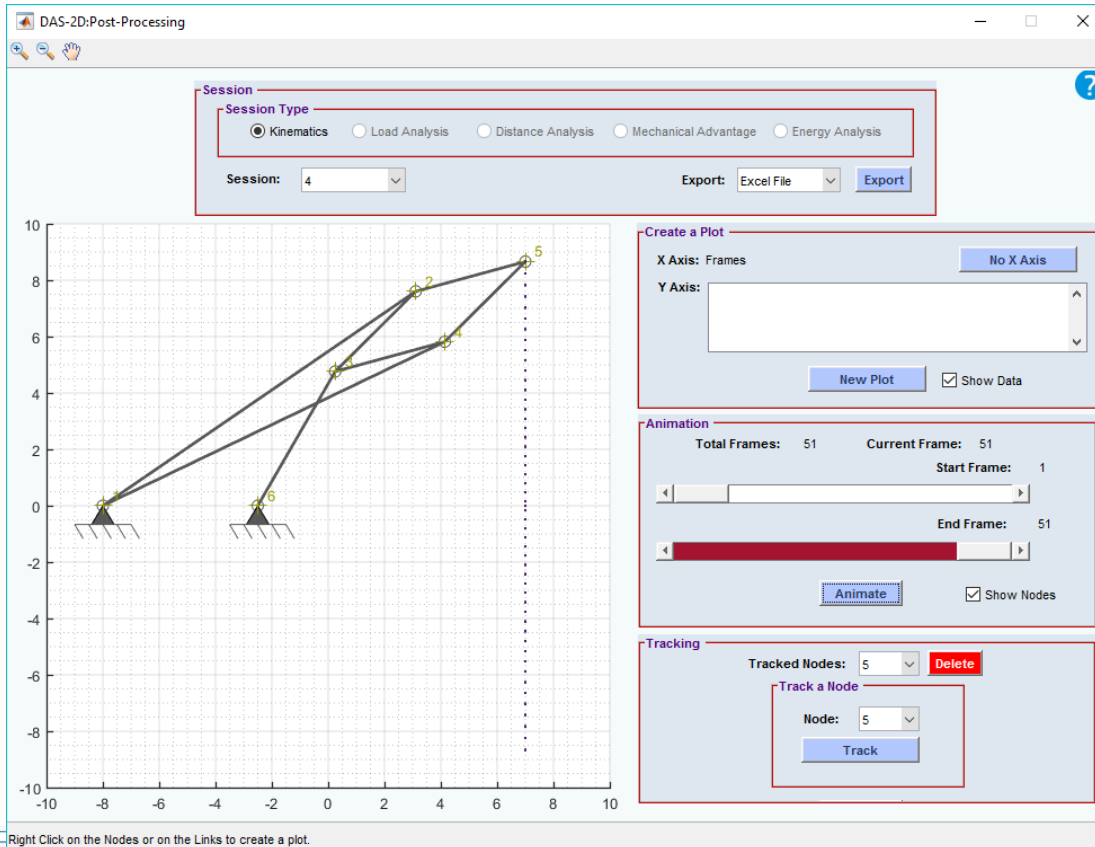 DAS-2D:Post-Processing
?
Session
Session Type
Kinematics Load Analysis Distance Analysis Mechanical Advantage Energy Analysis
Session: 4 Export: Excel File Export
10
8
6
4
2
0
-2
-4
-6
-8
-10
-10 -8 -6 -4 -2 0 2 4 6 8 10
5
2
4
3
1
6
Create a Plot
X Axis: Frames No X Axis
Y Axis:
New Plot Show Data
Animation
Total Frames: 51 Current Frame: 51
Start Frame: 1
End Frame: 51
Animate Show Nodes
Tracking
Tracked Nodes: 5 Delete
Track a Node
Node: 5
Track
Right Click on the Nodes or on the Links to create a plot.